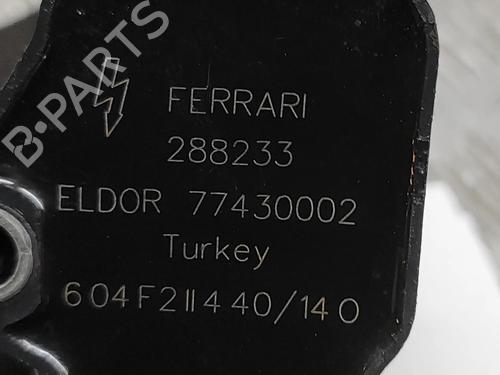 B-PARTS
FERRARI
288233
ELDOR 77430002
Turkey
604F211440/140